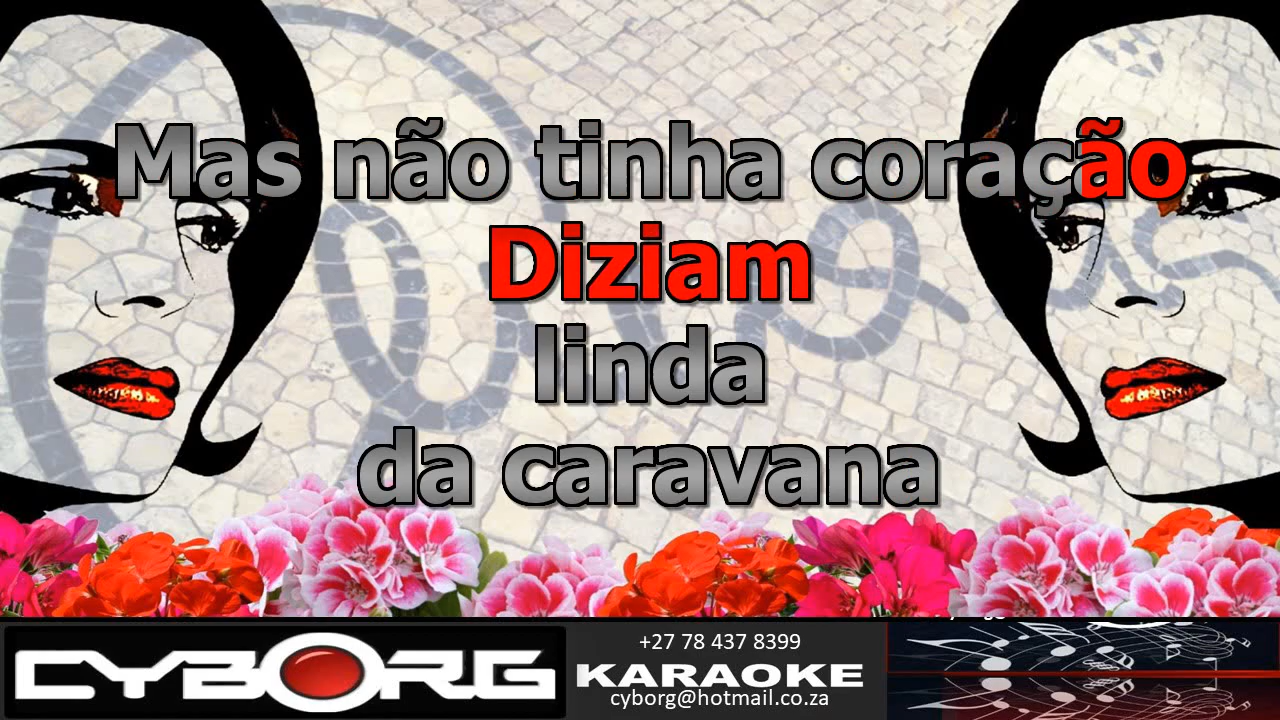 Mas não tinha coração
Diziam
linda
da caravana
CYBORG
+27 78 437 8399
KARAOKE
cyborg@hotmail.co.za